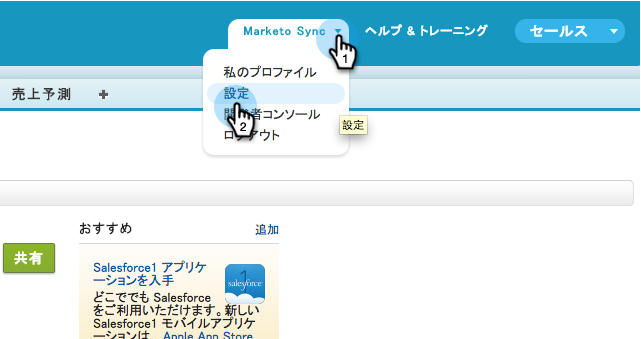 Marketo Sync
ヘルプ & トレーニング
セールス
1
私のプロファイル
設定
開発者コンソール
2
設定
ログアウト
売上予測 +
おすすめ
追加
共有
Salesforce1 アプリケ
ーションを入手
1
salesforce
どこででも Salesforce
をご利用いただけます。新しい
Salesforce1 モバイルアプリケ
ーションは、Apple App Store